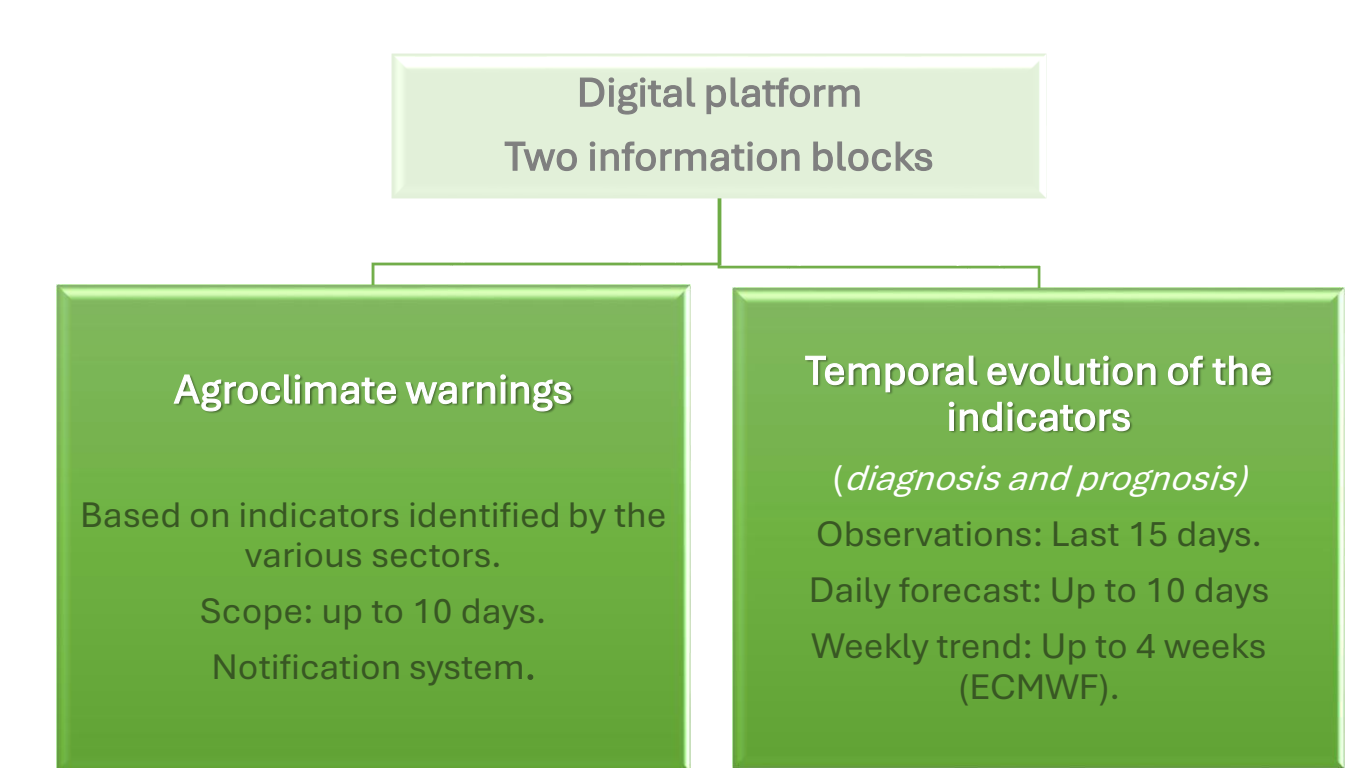 Digital platform
Two information blocks
Agroclimate warnings
Based on indicators identified by the
various sectors.
Scope: up to 10 days.
Notification system.
Temporal evolution of the
indicators
(diagnosis and prognosis)
Observations: Last 15 days.
Daily forecast: Up to 10 days
Weekly trend: Up to 4 weeks
(ECMWF).